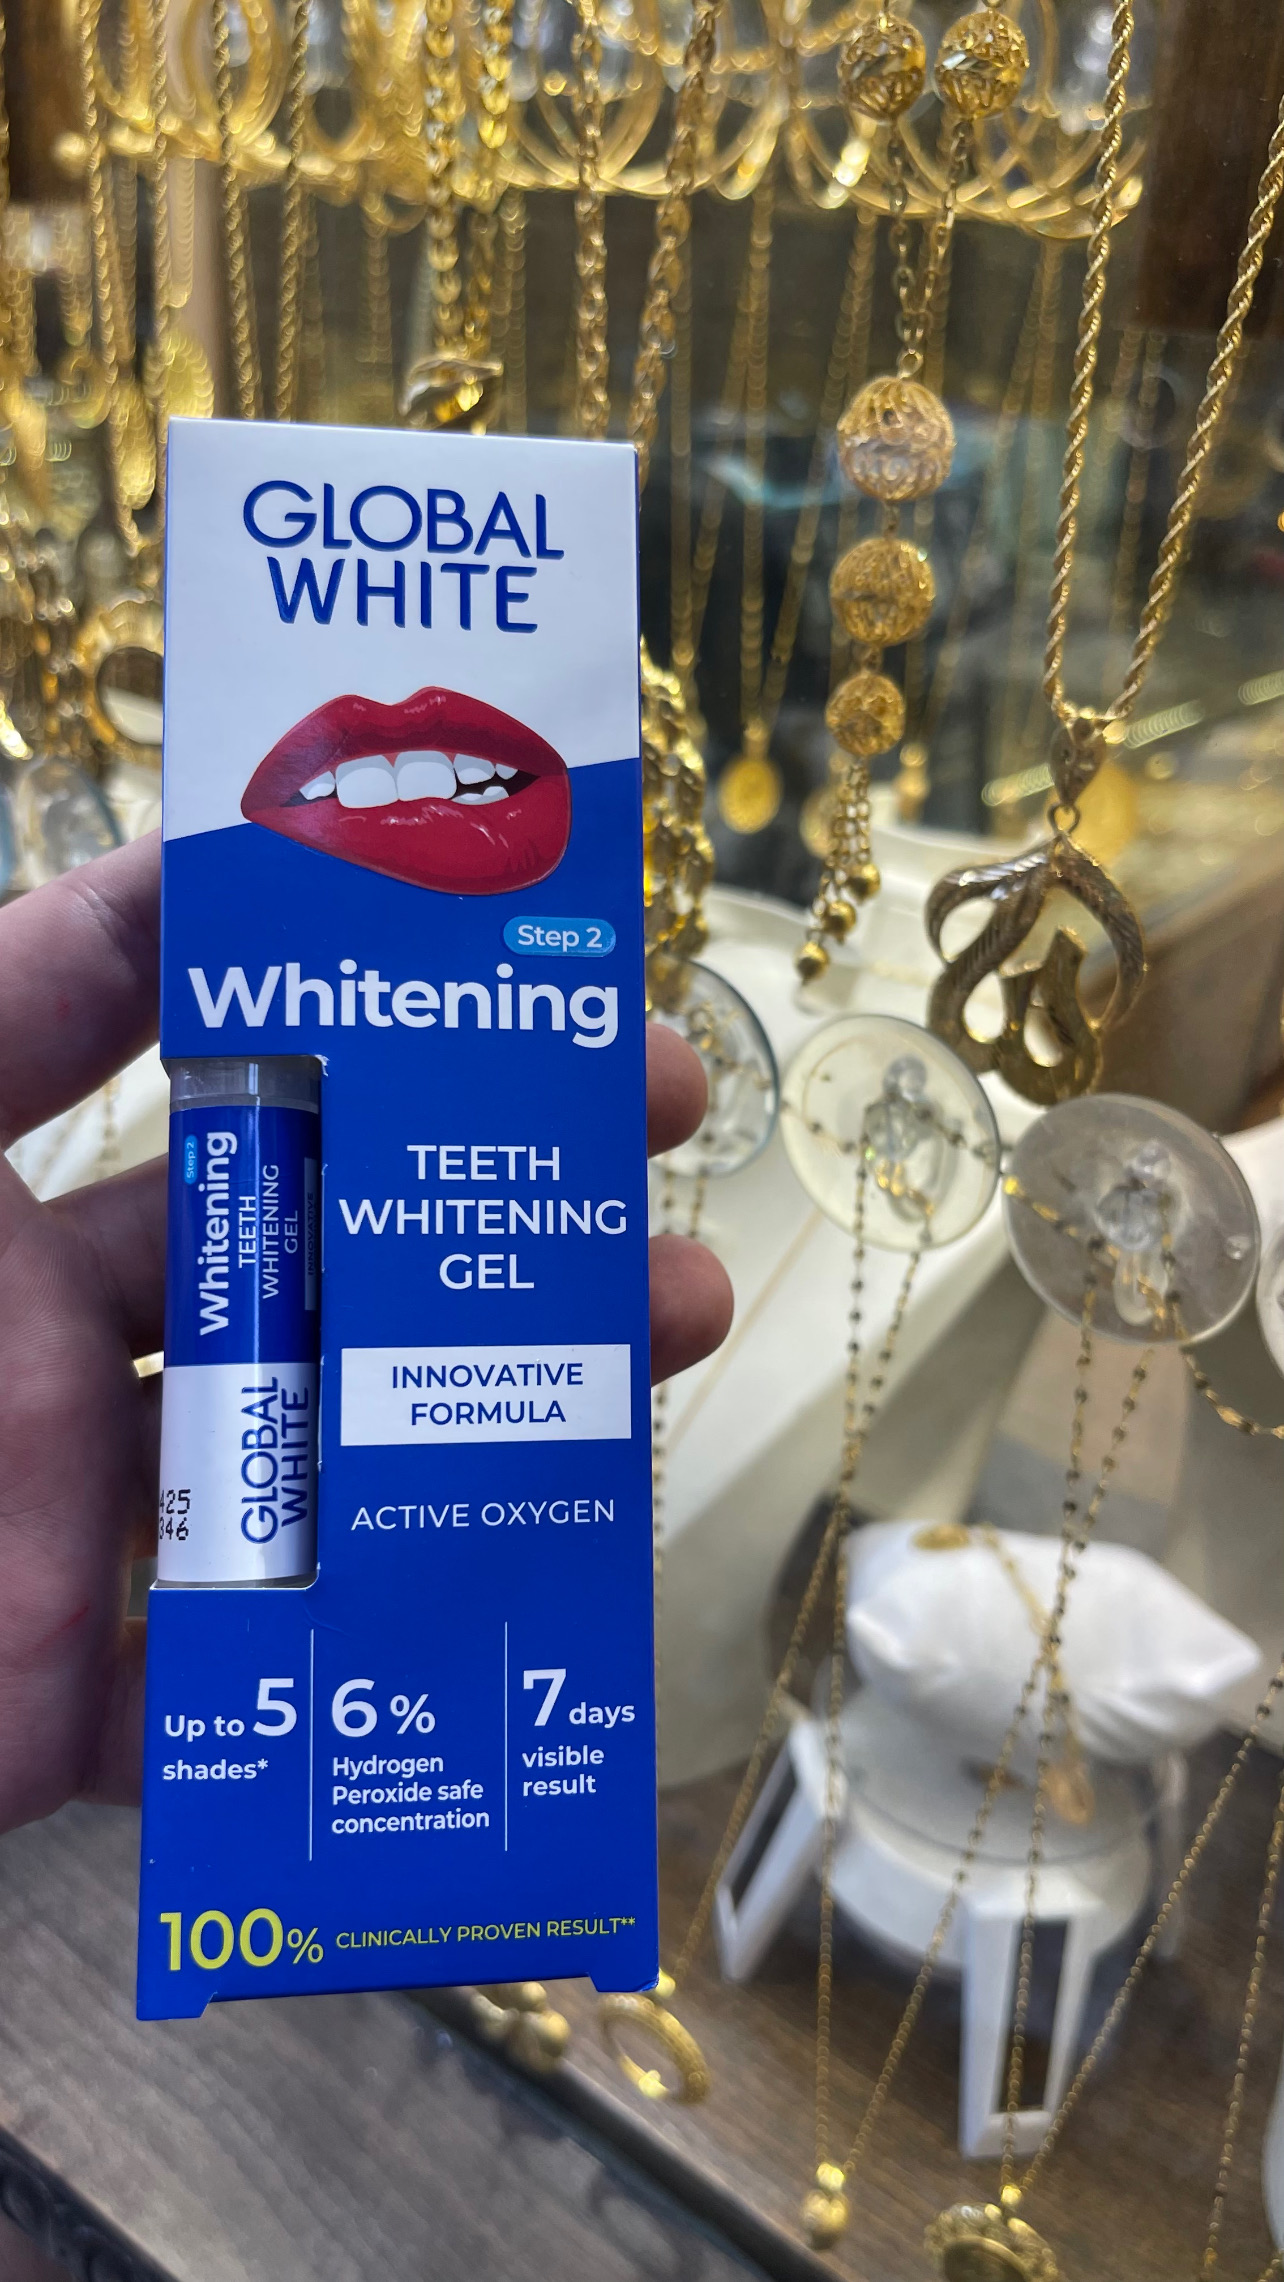 GLOBAL
WHITE
Step 2
Whitening
Step 2
Whitening
TEETH
WHITENING
GEL
INNOVATIVE
GLOBAL
WHITE
425
346
TEETH
WHITENING
GEL
INNOVATIVE
FORMULA
ACTIVE OXYGEN
Up to 5
shades*
6%
Hydrogen
Peroxide safe
concentration
7 days
visible
result
100% CLINICALLY PROVEN RESULT**